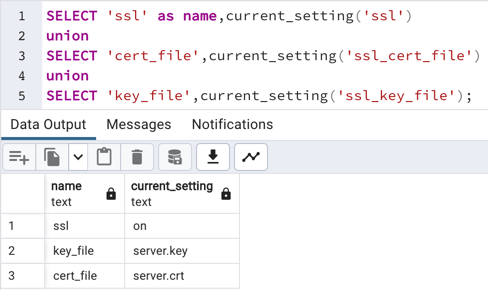 1 SELECT 'ssl' as name,current_setting('ssl')
2 union
3 SELECT 'cert_file',current_setting('ssl_cert_file')
4 union
5 SELECT 'key_file',current_setting('ssl_key_file');
Data Output Messages Notifications
name current_setting
text text
1 ssl on
2 key_file server.key
3 cert_file server.crt